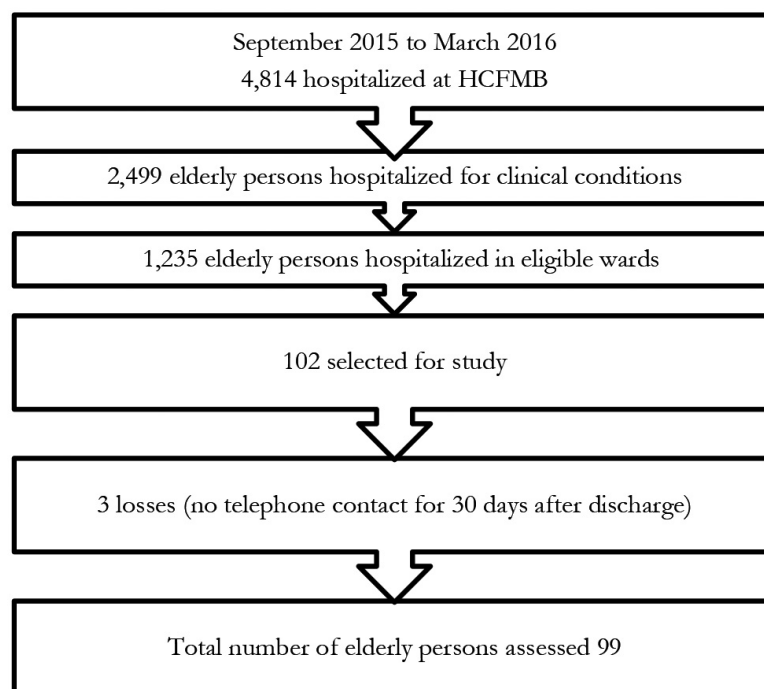 September 2015 to March 2016
4,814 hospitalized at HCFMB
2,499 elderly persons hospitalized for clinical conditions
1,235 elderly persons hospitalized in eligible wards
102 selected for study
3 losses (no telephone contact for 30 days after discharge)
Total number of elderly persons assessed 99